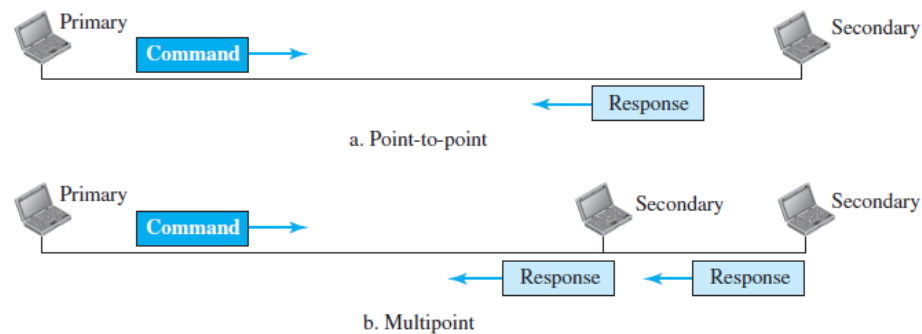 Primary
Secondary
Command
Response
a. Point-to-point
Primary
Secondary
Secondary
Command
Response
Response
b. Multipoint